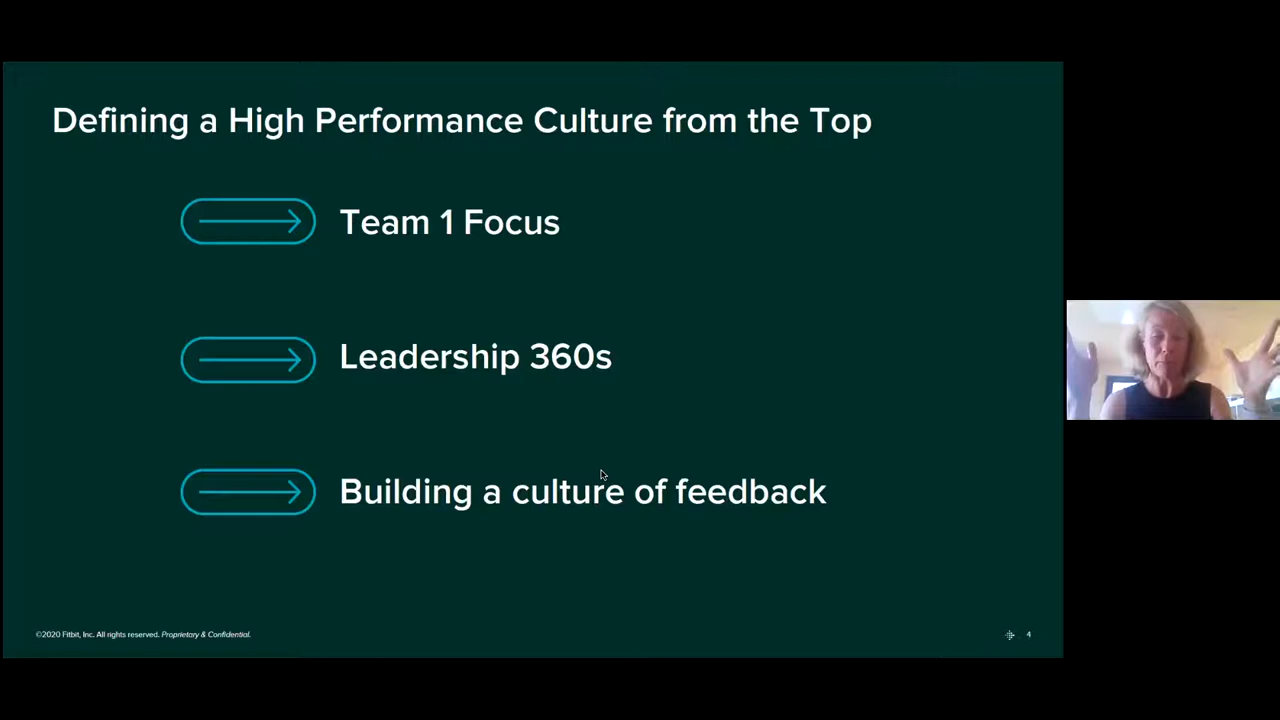 Defining a High Performance Culture from the Top
Team 1 Focus
Leadership 360s
Building a culture of feedback
©2020 Fitbit, Inc. All rights reserved. Proprietary & Confidential.
4